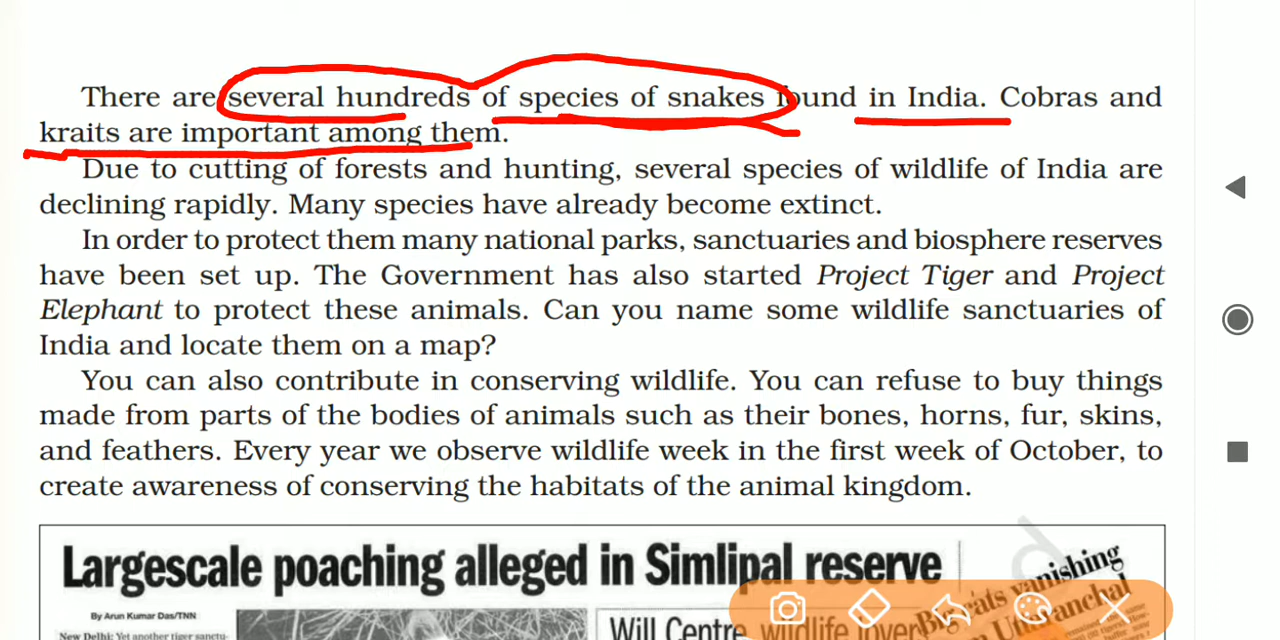 There are several hundreds of species of snakes found in India. Cobras and
kraits are important among them.
Due to cutting of forests and hunting, several species of wildlife of India are
declining rapidly. Many species have already become extinct.
In order to protect them many national parks, sanctuaries and biosphere reserves
have been set up. The Government has also started Project Tiger and Project
Elephant to protect these animals. Can you name some wildlife sanctuaries of
India and locate them on a map?
You can also contribute in conserving wildlife. You can refuse to buy things
made from parts of the bodies of animals such as their bones, horns, fur, skins,
and feathers. Every year we observe wildlife week in the first week of October, to
create awareness of conserving the habitats of the animal kingdom.
Largescale poaching alleged in Simlipal reserve
By Arun Kumar Das/TNN
New Delhi: Yet another tiger sanctu-
Will Centre wildlife
vanishing